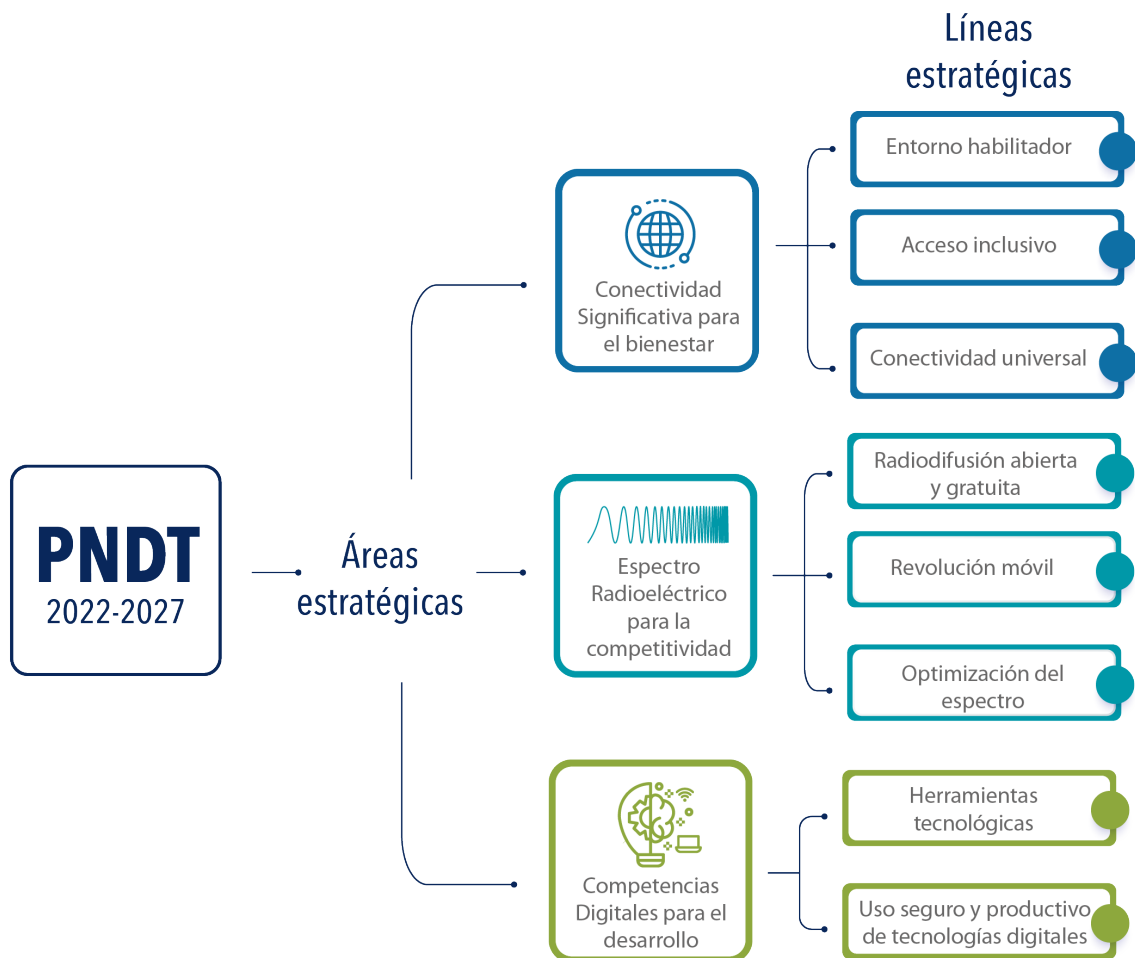 Líneas
estratégicas
PNDT
2022-2027
Áreas
estratégicas
Conectividad
Significativa para
el bienestar
Entorno habilitador
Acceso inclusivo
Conectividad universal
Espectro
Radioeléctrico
para la
competitividad
Radiodifusión abierta
y gratuita
Revolución móvil
Optimización del
espectro
Competencias
Digitales para el
desarrollo
Herramientas
tecnológicas
Uso seguro y productivo
de tecnologías digitales